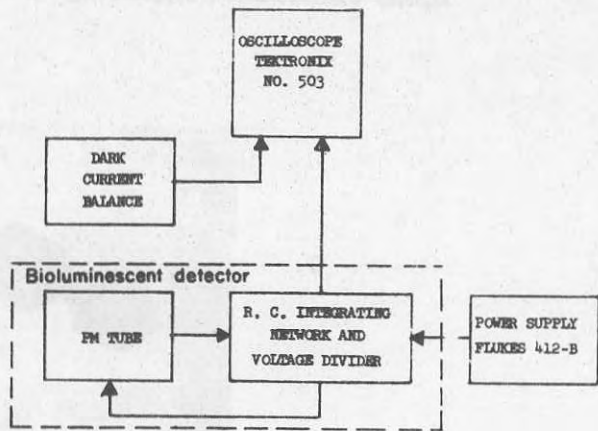 OSCILLOSCOPE
TEKTRONIX
NO. 503
DARK
CURRENT
BALANCE
Bioluminescent detector
PM TUBE
R. C. INTEGRATING
NETWORK AND
VOLTAGE DIVIDER
POWER SUPPLY
FLUKES 412-B